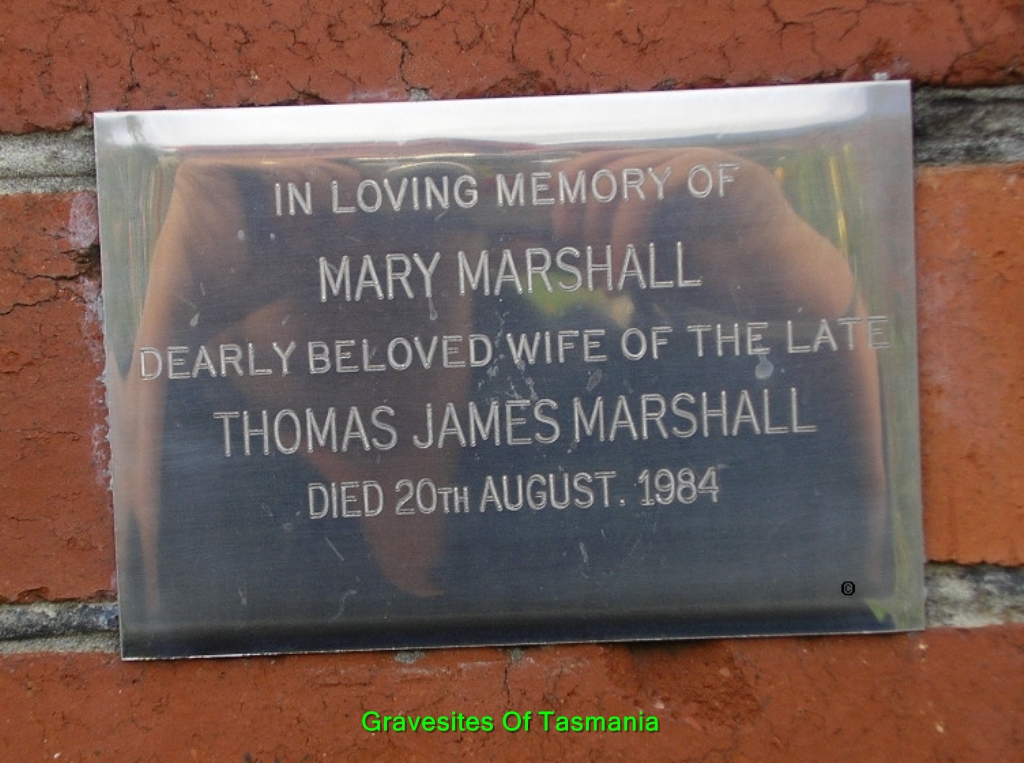 IN LOVING MEMORY OF
MARY MARSHALL
DEARLY BELOVED WIFE OF THE LATE
THOMAS JAMES MARSHALL
DIED 20TH AUGUST. 1984
©
Gravesites Of Tasmania